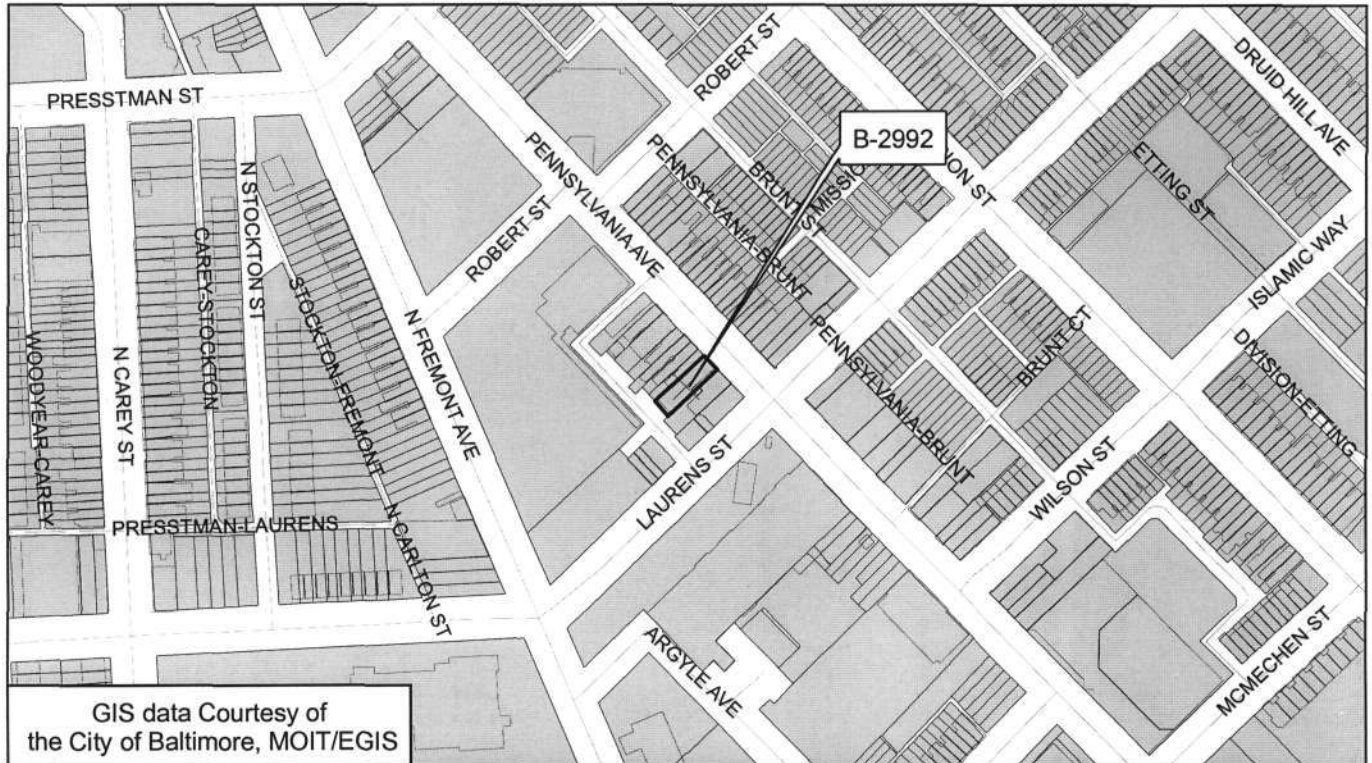 PRESSTMAN ST
ROBERT ST
DRUID HILL AVE
B-2992
PENNSYLVANIA AVE
PENNSYLVANIA-BRUNT
BRUNT ST
MISSION
ION ST
ETTING ST
N STOCKTON ST
CAREY-STOCKTON
ROBERT ST
ISLAMIC WAY
STOCKTON-FREMONT
N FREMONT AVE
WOODYEAR-CAREY
N CAREY ST
PENNSYLVANIA-BRUNT
BRUNT CT
DIVISION-ETTING
LAURENS ST
WILSON ST
PRESSTMAN-LAURENS
N CARLTON ST
ARGYLE AVE
MCMECHEN ST
GIS data Courtesy of
the City of Baltimore, MOIT/EGIS